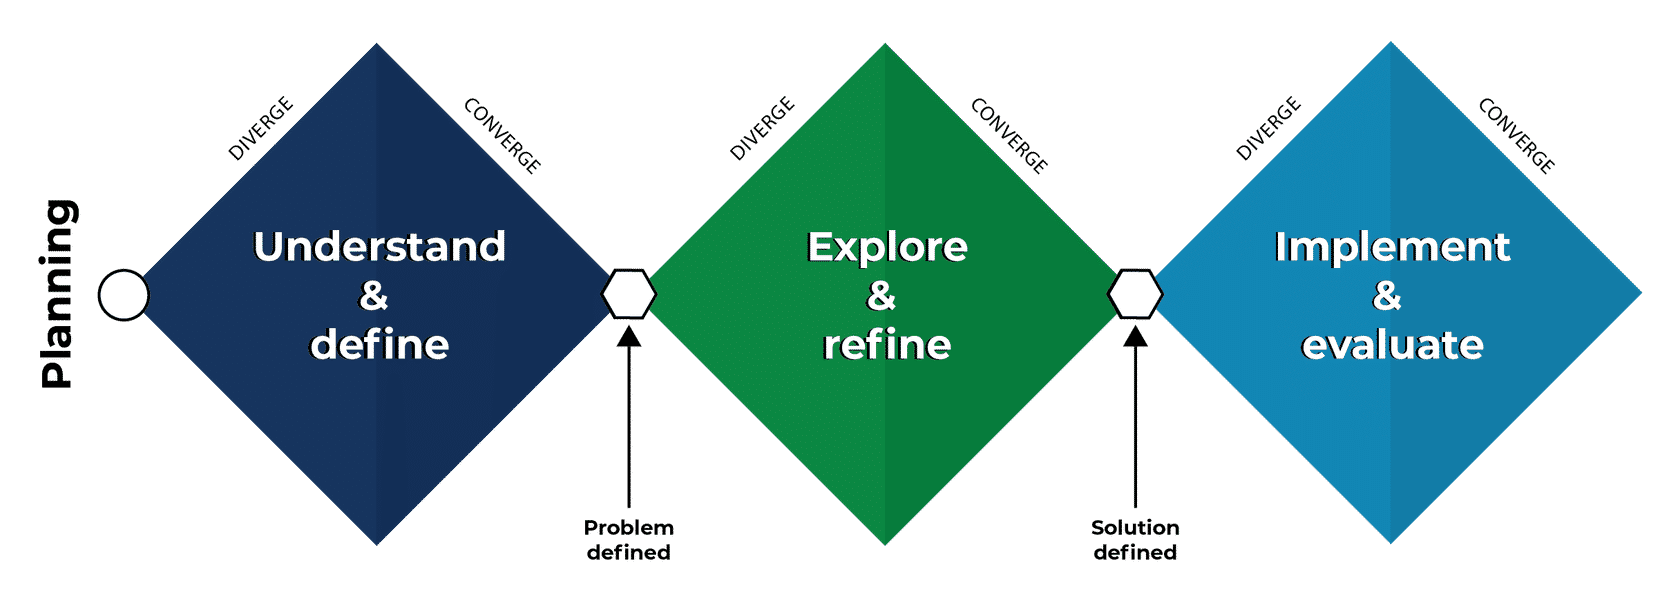 Planning
DIVERGE
CONVERGE
Understand
&
define
Problem
defined
DIVERGE
CONVERGE
Explore
&
refine
Solution
defined
DIVERGE
CONVERGE
Implement
&
evaluate